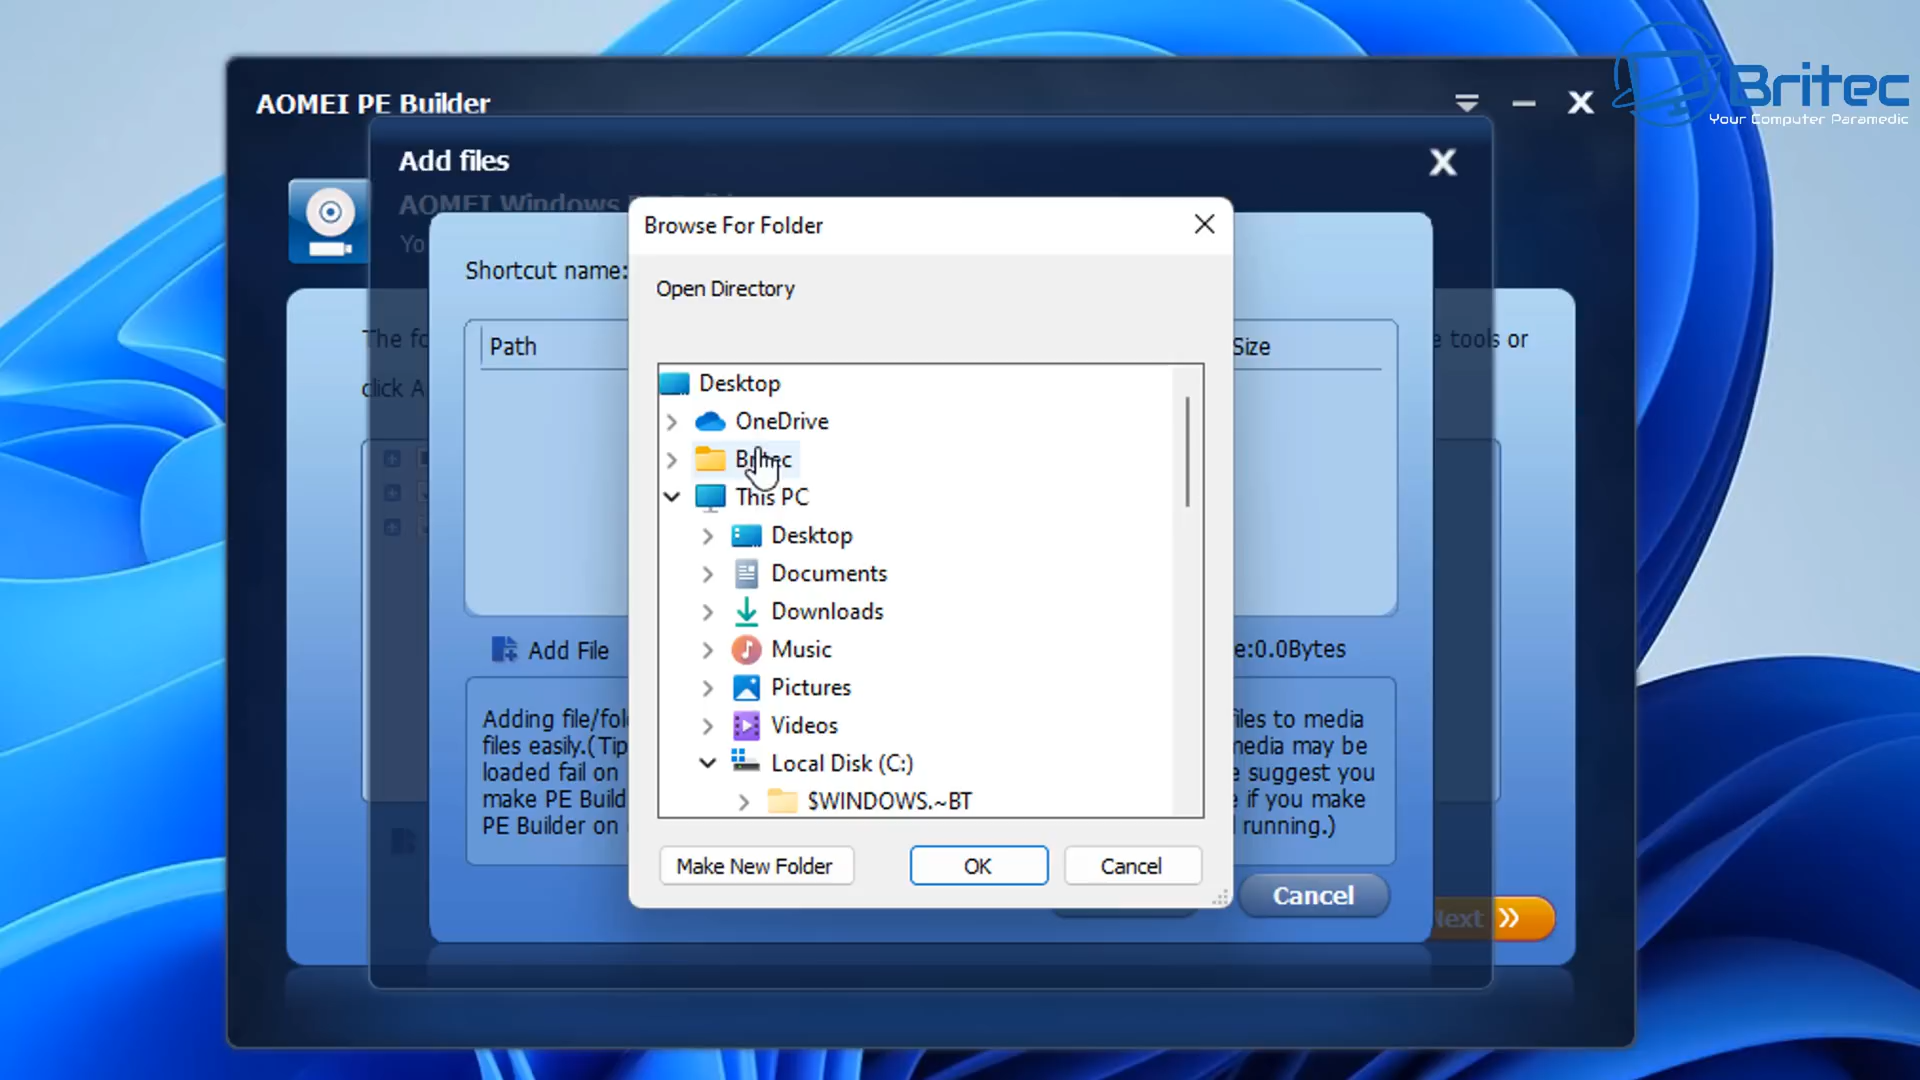 Britec
Your Computer Paramedic
AOMEI PE Builder
Add files
AOMEI Windows PE Buil
Yo
Browse For Folder
Shortcut name:
Open Directory
The fo
e tools or
click A
Path
Size
Desktop
OneDrive
Britec
This PC
Desktop
Documents
Downloads
Music
Pictures
Videos
Local Disk (C:)
$WINDOWS.~BT
Add File
e:0.0Bytes
Adding file/fol
files to media
files easily.(Tip
media may be
loaded fail on
e suggest you
make PE Build
e if you make
PE Builder on
running.)
Make New Folder
OK
Cancel
Cancel
Next